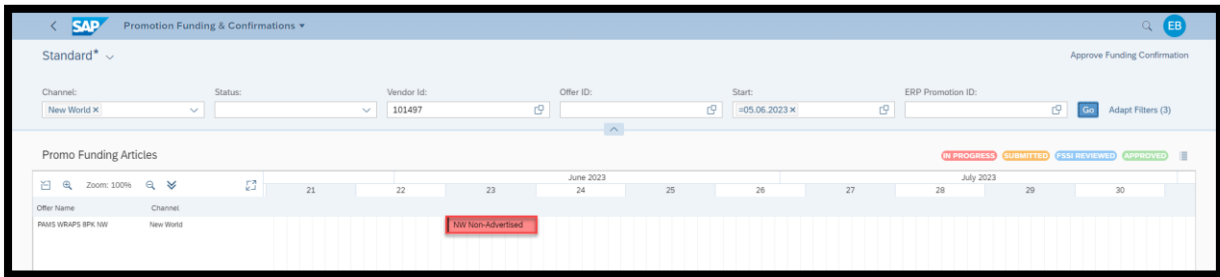 SAP Promotion Funding & Confirmations EB
Standard*
Approve Funding Confirmation
Channel: Status: Vendor Id: Offer ID: Start: ERP Promotion ID:
New World × 101497 =05.06.2023 × Go Adapt Filters (3)
Promo Funding Articles IN PROGRESS SUBMITTED FSSI REVIEWED APPROVED
Zoom: 100% June 2023 July 2023
21 22 23 24 25 26 27 28 29 30
Offer Name Channel
PAMS WRAPS 8PK NW New World NW Non-Advertised